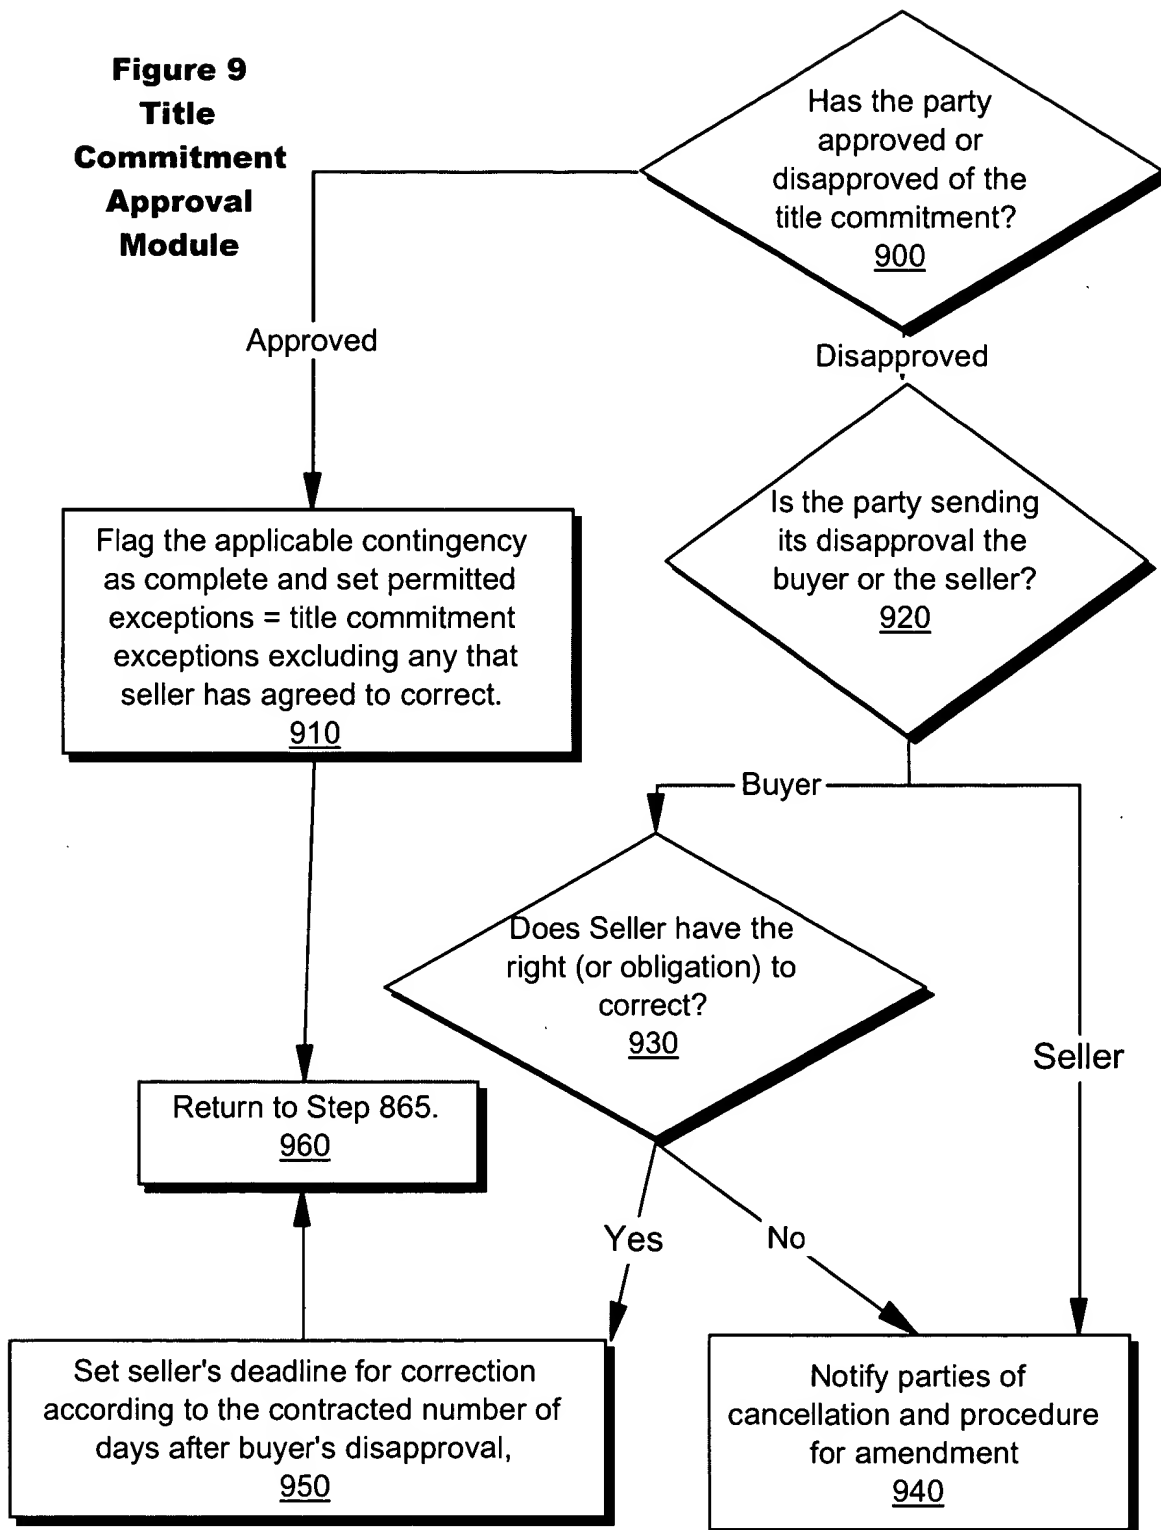 Figure 9
Title
Commitment
Approval
Module
Has the party
approved or
disapproved of the
title commitment?
900
Approved
Disapproved
Is the party sending
its disapproval the
buyer or the seller?
920
Flag the applicable contingency
as complete and set permitted
exceptions = title commitment
exceptions excluding any that
seller has agreed to correct.
910
Buyer
Does Seller have the
right (or obligation) to
correct?
930
Seller
Return to Step 865.
960
Yes
No
Set seller's deadline for correction
according to the contracted number of
days after buyer's disapproval,
950
Notify parties of
cancellation and procedure
for amendment
940